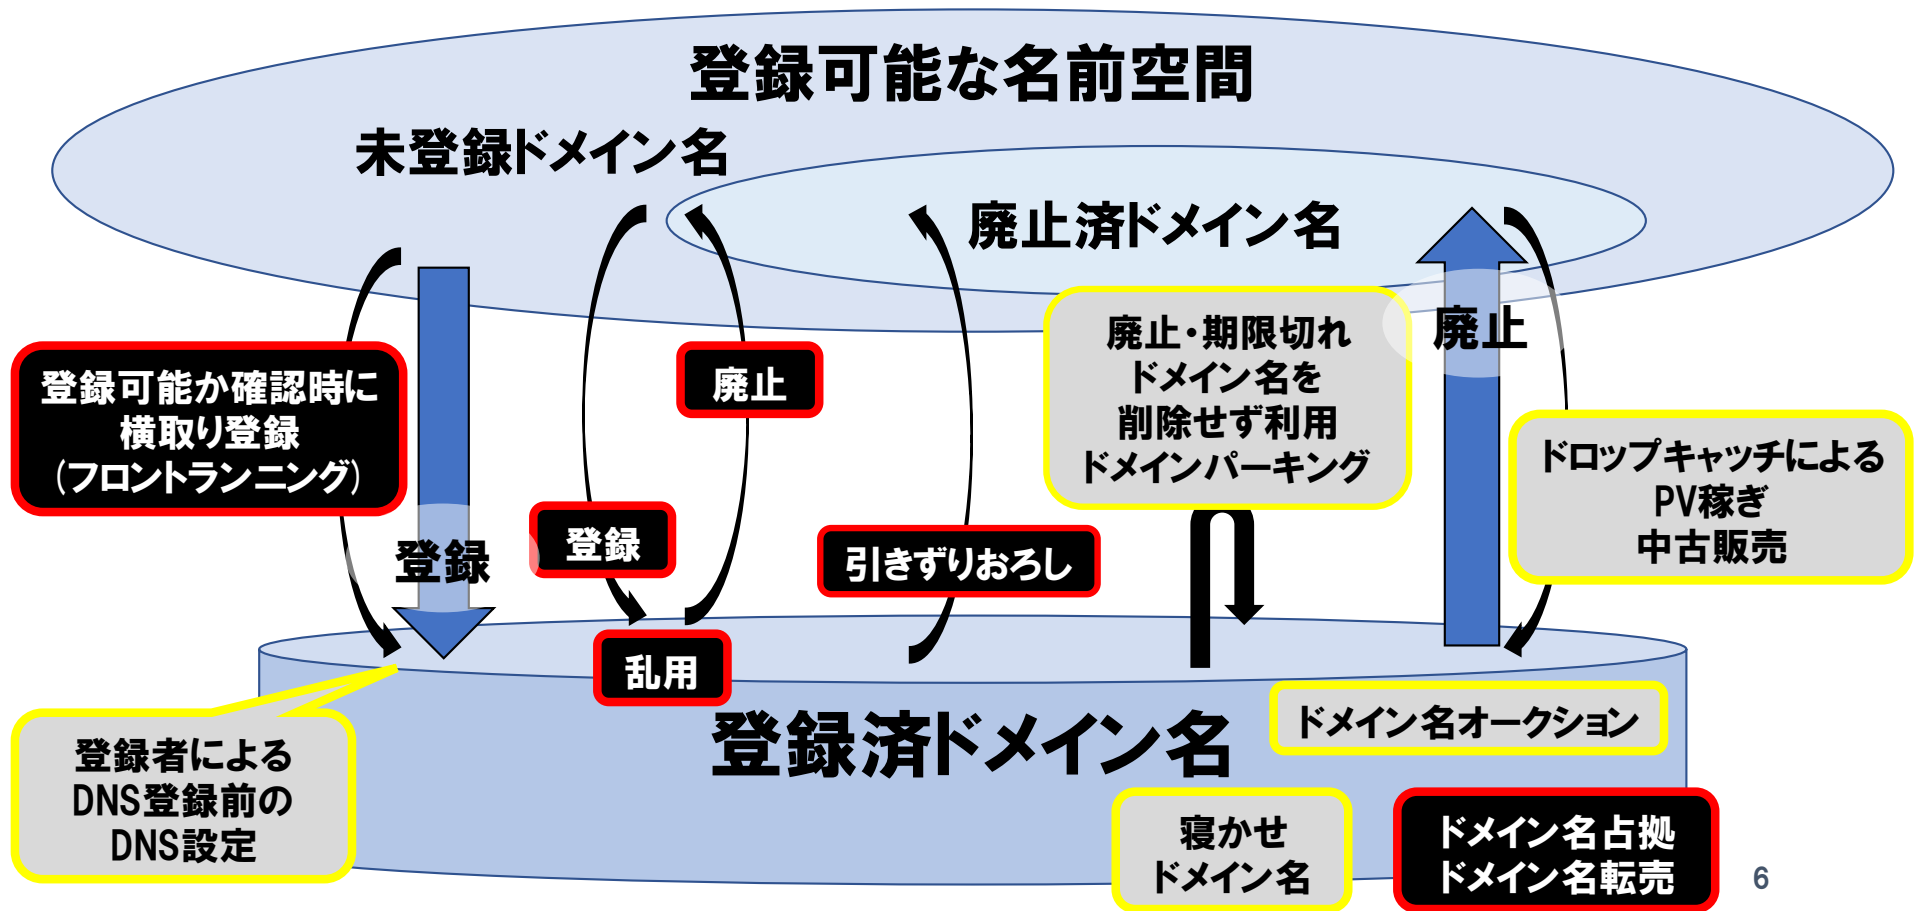 登録可能な名前空間
未登録ドメイン名
廃止済ドメイン名
登録可能か確認時に
横取り登録
(フロントランニング)
登録
登録
廃止
乱用
引きずりおろし
廃止・期限切れ
ドメイン名を
削除せず利用
ドメインパーキング
廃止
ドロップキャッチによる
PV稼ぎ
中古販売
登録者による
DNS登録前の
DNS設定
登録済ドメイン名
ドメイン名オークション
寝かせ
ドメイン名
ドメイン名占拠
ドメイン名転売
6